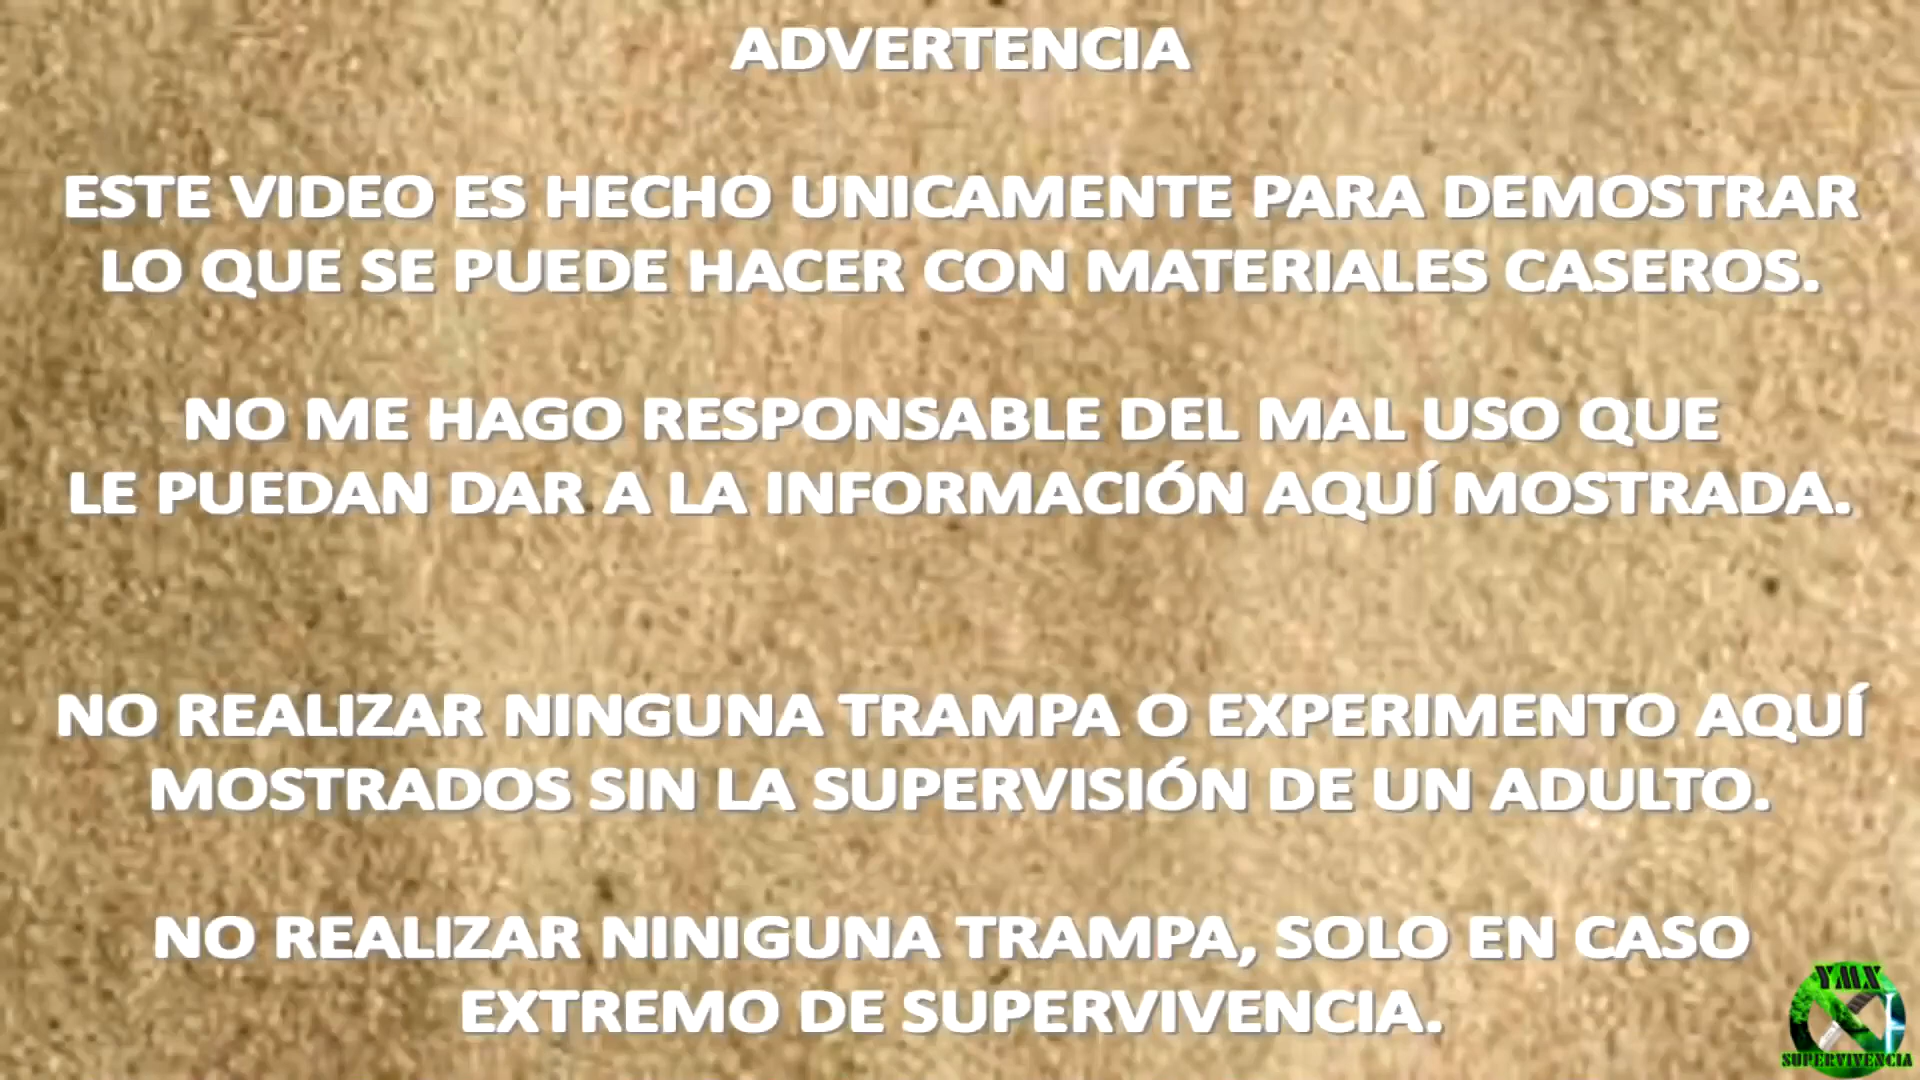 ADVERTENCIA
ESTE VIDEO ES HECHO UNICAMENTE PARA DEMOSTRAR
LO QUE SE PUEDE HACER CON MATERIALES CASEROS.
NO ME HAGO RESPONSABLE DEL MAL USO QUE
LE PUEDAN DAR A LA INFORMACIÓN AQUÍ MOSTRADA.
NO REALIZAR NINGUNA TRAMPA O EXPERIMENTO AQUÍ
MOSTRADOS SIN LA SUPERVISIÓN DE UN ADULTO.
NO REALIZAR NINIGUNA TRAMPA, SOLO EN CASO
EXTREMO DE SUPERVIVENCIA.
YMX
SUPERVIVENCIA